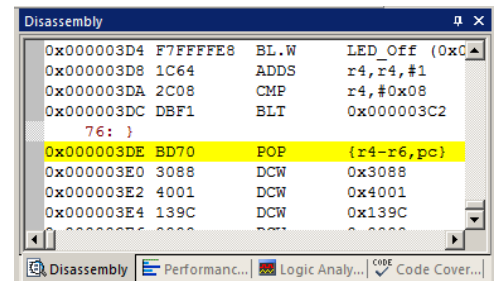 Disassembly
0x000003D4 F7FFFFE8 BL.W LED_Off (0x0
0x000003D8 1C64 ADDS r4,r4,#1
0x000003DA 2C08 CMP r4,#0x08
0x000003DC DBF1 BLT 0x000003C2
76: }
0x000003DE BD70 POP {r4-r6,pc}
0x000003E0 3088 DCW 0x3088
0x000003E2 4001 DCW 0x4001
0x000003E4 139C DCW 0x139C
Disassembly Performanc... Logic Analy... CODE Code Cover...